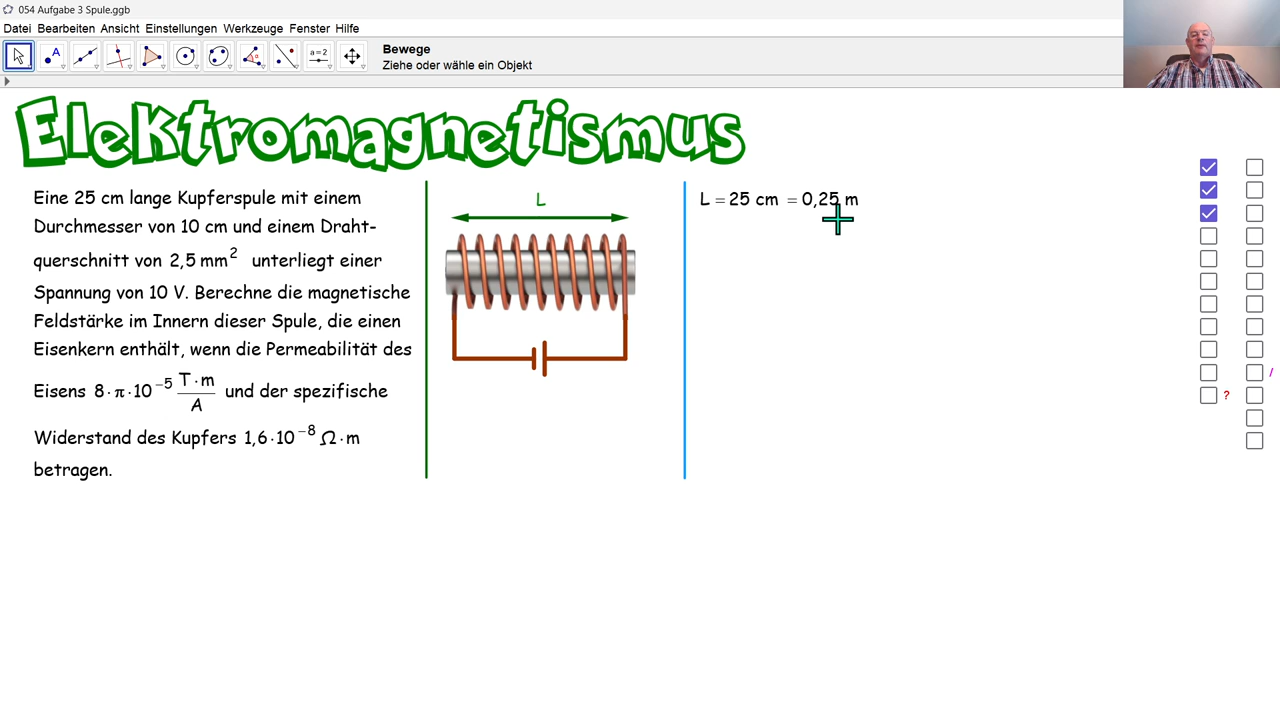 054 Aufgabe 3 Spule.ggb
Datei Bearbeiten Ansicht Einstellungen Werkzeuge Fenster Hilfe
A
a=2
Bewege
Ziehe oder wähle ein Objekt
Elektromagnetismus
Eine 25 cm lange Kupferspule mit einem
Durchmesser von 10 cm und einem Draht-
querschnitt von 2,5 mm² unterliegt einer
Spannung von 10 V. Berechne die magnetische
Feldstärke im Innern dieser Spule, die einen
Eisenkern enthält, wenn die Permeabilität des
Eisens 8·π·10⁻⁵ T·m/A und der spezifische
Widerstand des Kupfers 1,6·10⁻⁸ Ω·m
betragen.
L
L = 25 cm = 0,25 m
/
?